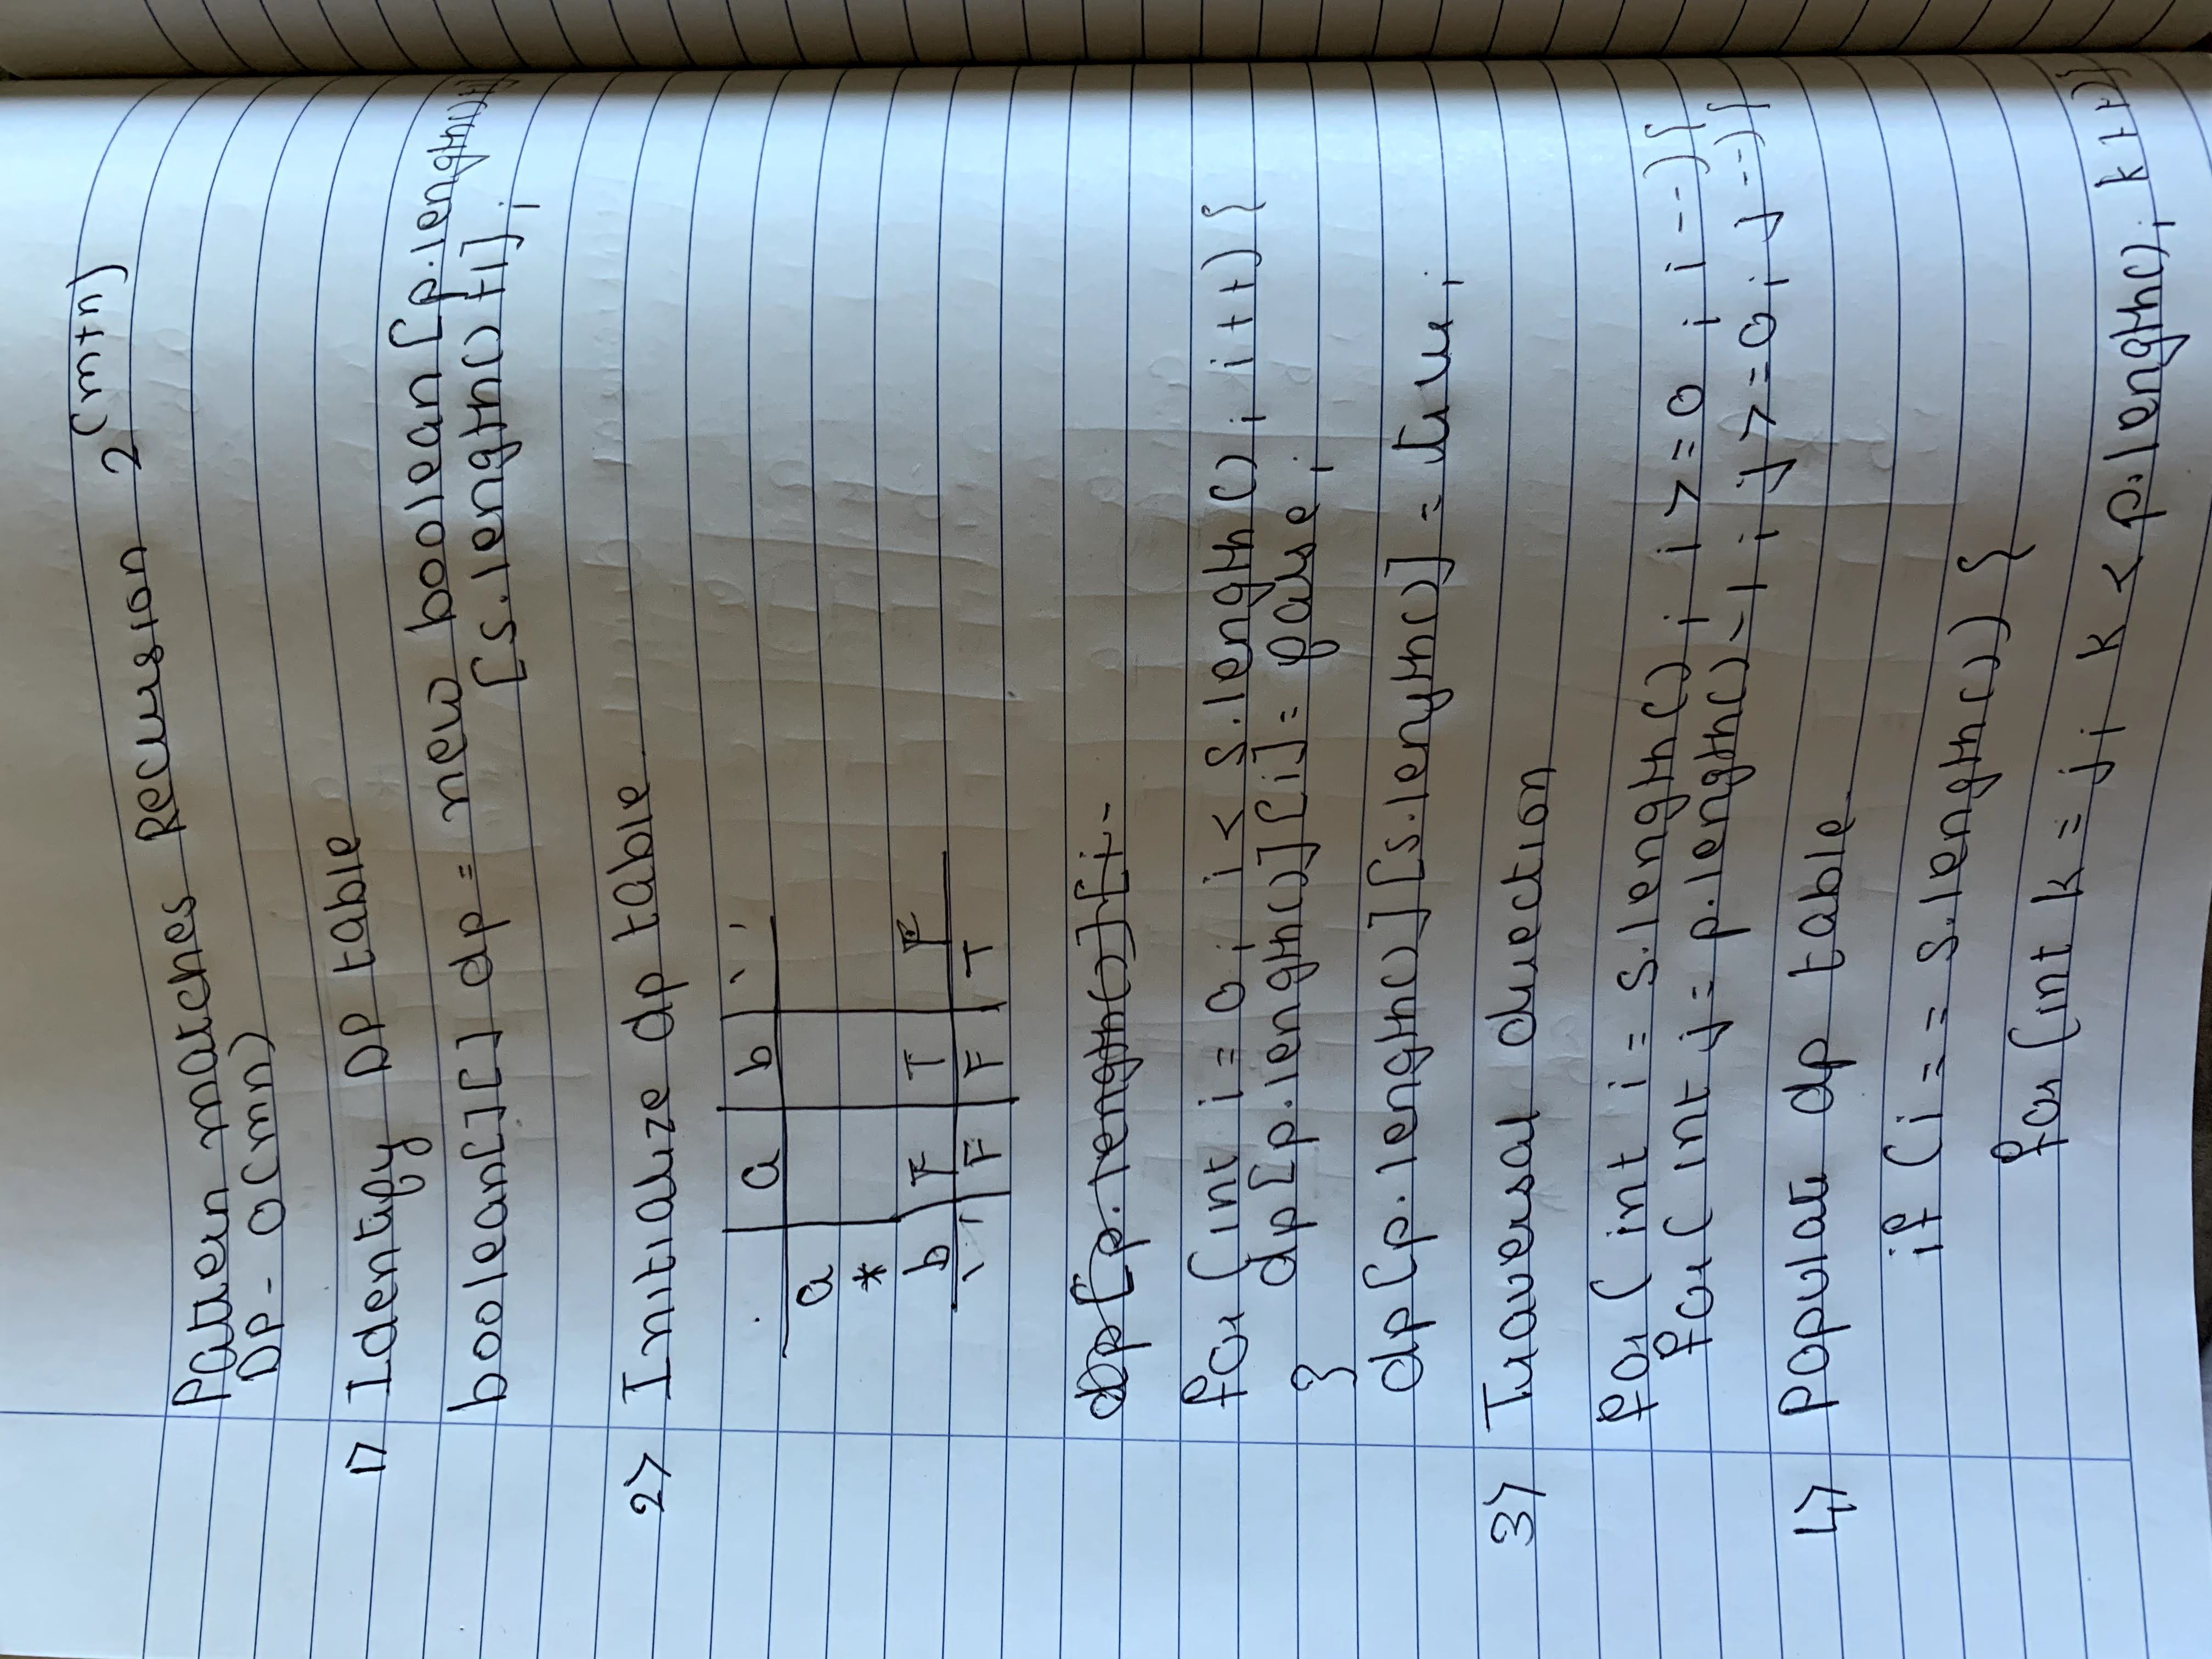 Pattern matches Recursion 2^(m+n)
DP - O(mn)
1> Identify DP table
boolean[][] dp = new boolean[p.length()+1]
[s.length()+1];
2> Initialize dp table
a b ' '
a
*
b F T F
' ' F F T
dp[p.length()][i-
for (int i = 0; i < s.length(); i++) {
dp[p.length()][i] = false;
}
dp[p.length()][s.length()] = true;
3> Traversal direction
for ( int i = s.length(); i >= 0 ; i--) {
for ( int j = p.length()-1; j >= 0; j--) {
4> Populate dp table
if (i == s.length()) {
for (int k = j; k < p.length(); k++) {